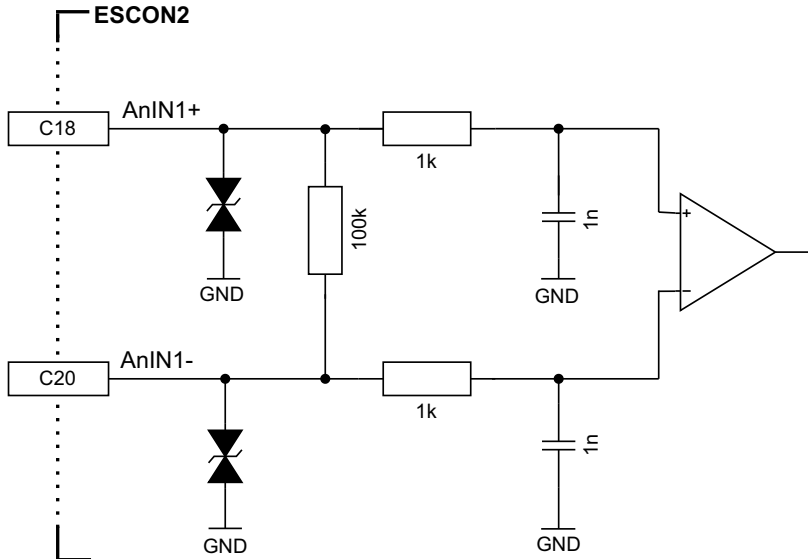 ESCON2
AnIN1+
C18
1k
100k
1n
+
GND
GND
−
AnIN1-
C20
1k
1n
GND
GND